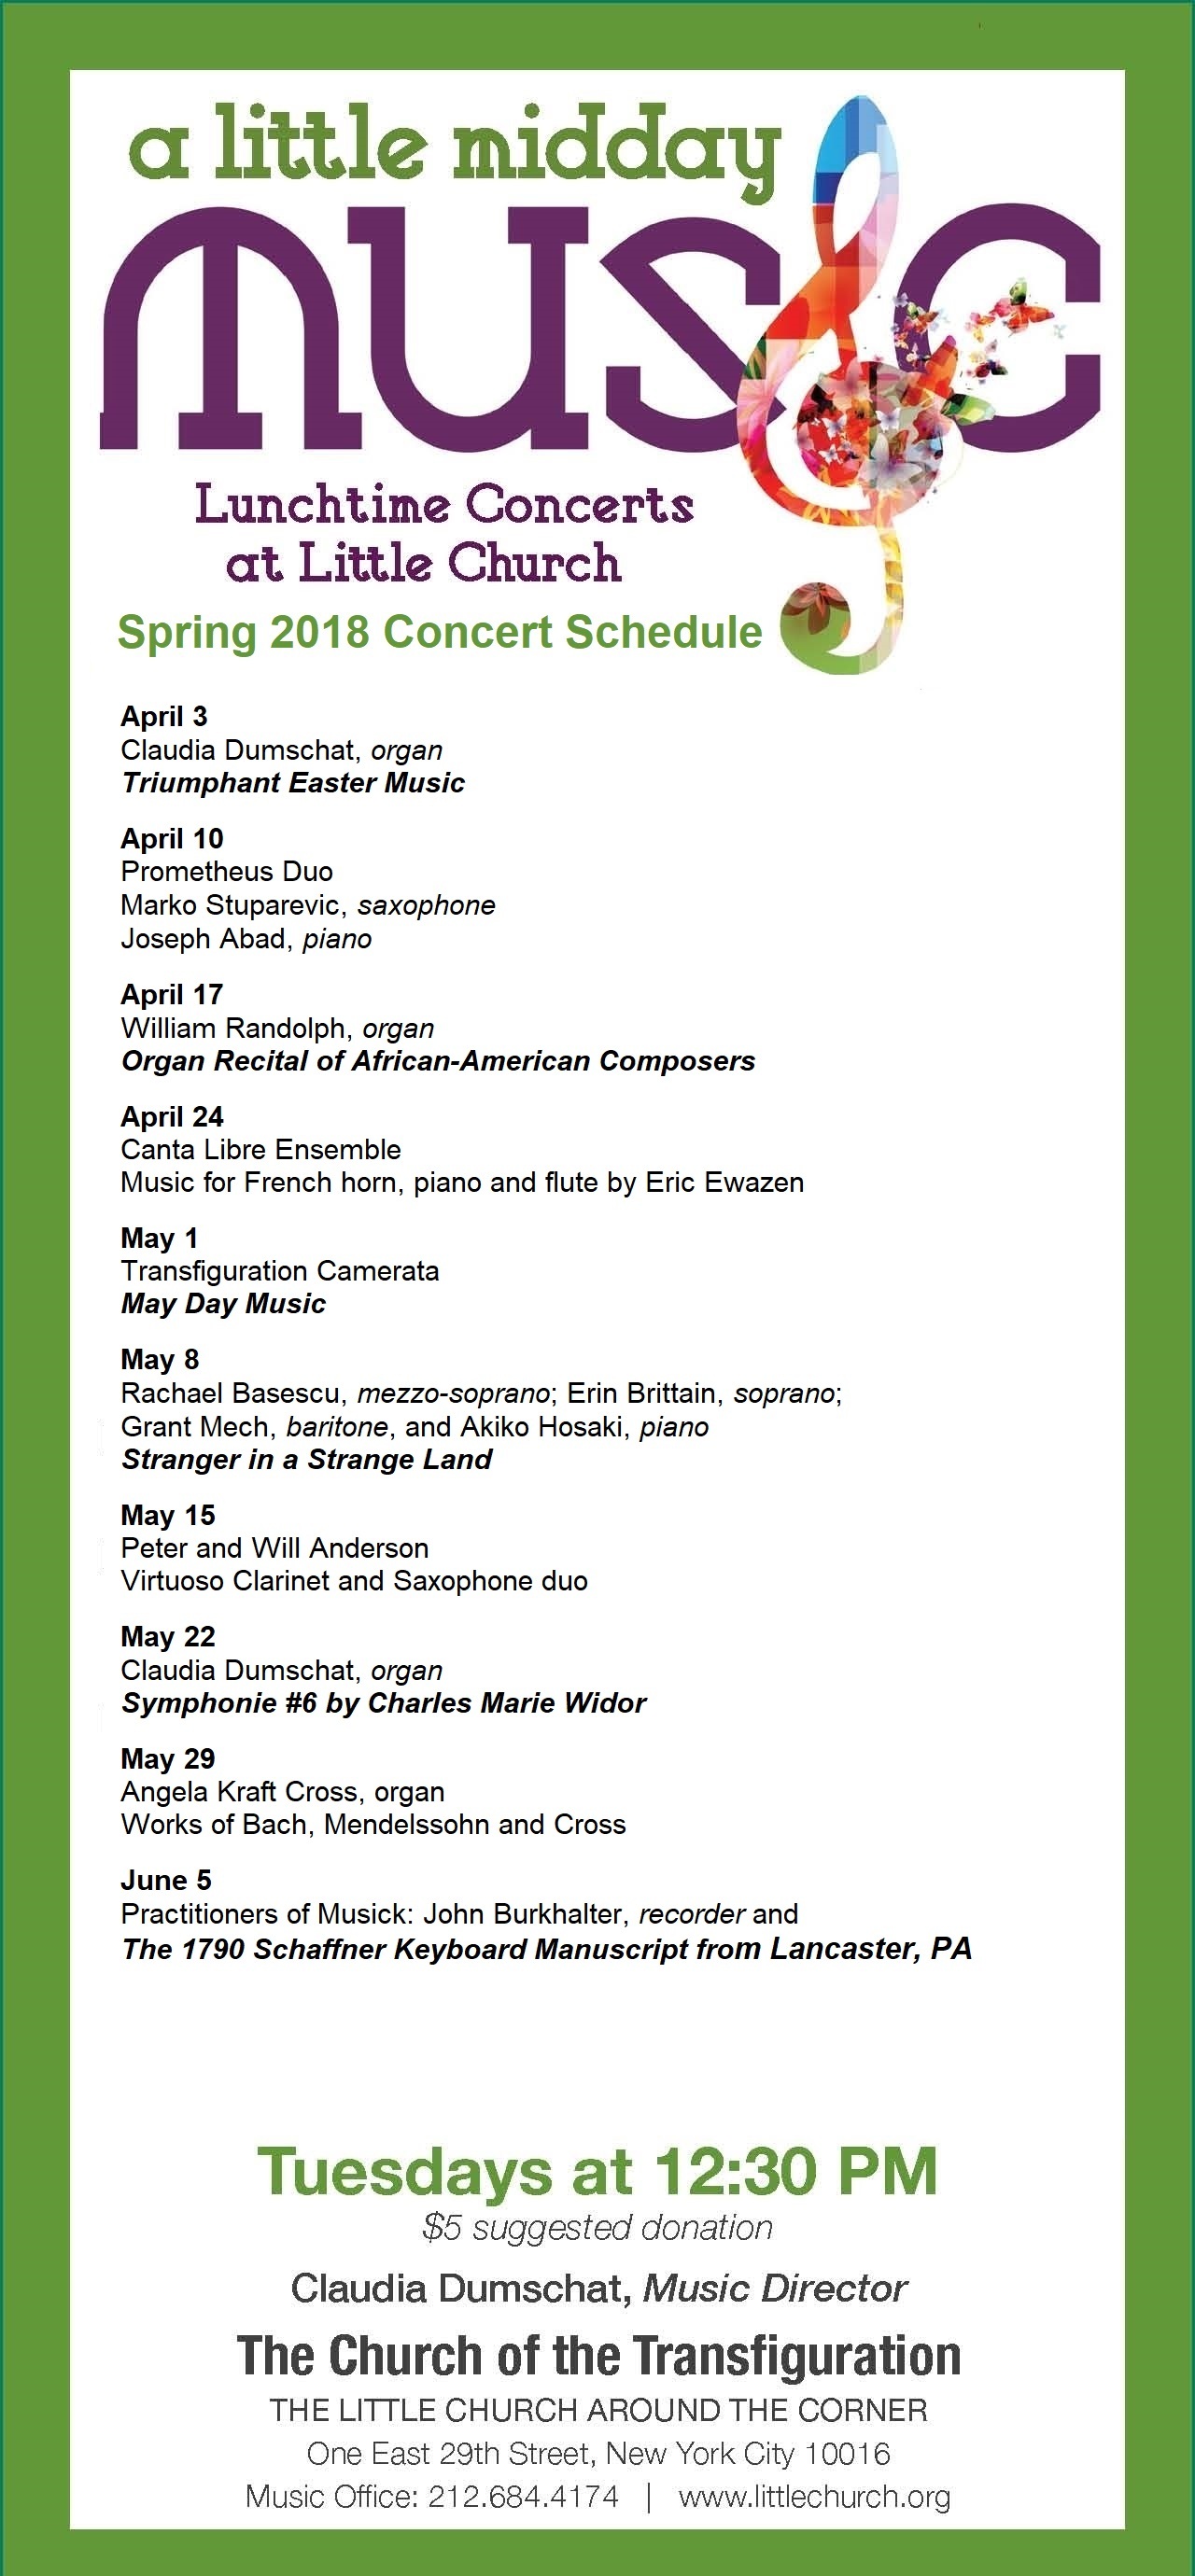 a little midday
music
Lunchtime Concerts
at Little Church
Spring 2018 Concert Schedule
April 3
Claudia Dumschat, organ
Triumphant Easter Music
April 10
Prometheus Duo
Marko Stuparevic, saxophone
Joseph Abad, piano
April 17
William Randolph, organ
Organ Recital of African-American Composers
April 24
Canta Libre Ensemble
Music for French horn, piano and flute by Eric Ewazen
May 1
Transfiguration Camerata
May Day Music
May 8
Rachael Basescu, mezzo-soprano; Erin Brittain, soprano;
Grant Mech, baritone, and Akiko Hosaki, piano
Stranger in a Strange Land
May 15
Peter and Will Anderson
Virtuoso Clarinet and Saxophone duo
May 22
Claudia Dumschat, organ
Symphonie #6 by Charles Marie Widor
May 29
Angela Kraft Cross, organ
Works of Bach, Mendelssohn and Cross
June 5
Practitioners of Musick: John Burkhalter, recorder and
The 1790 Schaffner Keyboard Manuscript from Lancaster, PA
Tuesdays at 12:30 PM
$5 suggested donation
Claudia Dumschat, Music Director
The Church of the Transfiguration
THE LITTLE CHURCH AROUND THE CORNER
One East 29th Street, New York City 10016
Music Office: 212.684.4174 | www.littlechurch.org